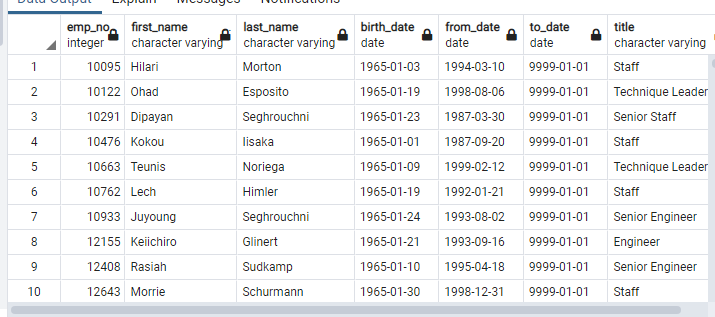 Data Output Explain Messages Notifications
emp_no first_name last_name birth_date from_date to_date title
integer character varying character varying date date date character varying
1 10095 Hilari Morton 1965-01-03 1994-03-10 9999-01-01 Staff
2 10122 Ohad Esposito 1965-01-19 1998-08-06 9999-01-01 Technique Leader
3 10291 Dipayan Seghrouchni 1965-01-23 1987-03-30 9999-01-01 Senior Staff
4 10476 Kokou Iisaka 1965-01-01 1987-09-20 9999-01-01 Staff
5 10663 Teunis Noriega 1965-01-09 1999-02-12 9999-01-01 Technique Leader
6 10762 Lech Himler 1965-01-19 1992-01-21 9999-01-01 Staff
7 10933 Juyoung Seghrouchni 1965-01-24 1993-08-02 9999-01-01 Senior Engineer
8 12155 Keiichiro Glinert 1965-01-21 1993-09-16 9999-01-01 Engineer
9 12408 Rasiah Sudkamp 1965-01-10 1995-04-18 9999-01-01 Senior Engineer
10 12643 Morrie Schurmann 1965-01-30 1998-12-31 9999-01-01 Staff